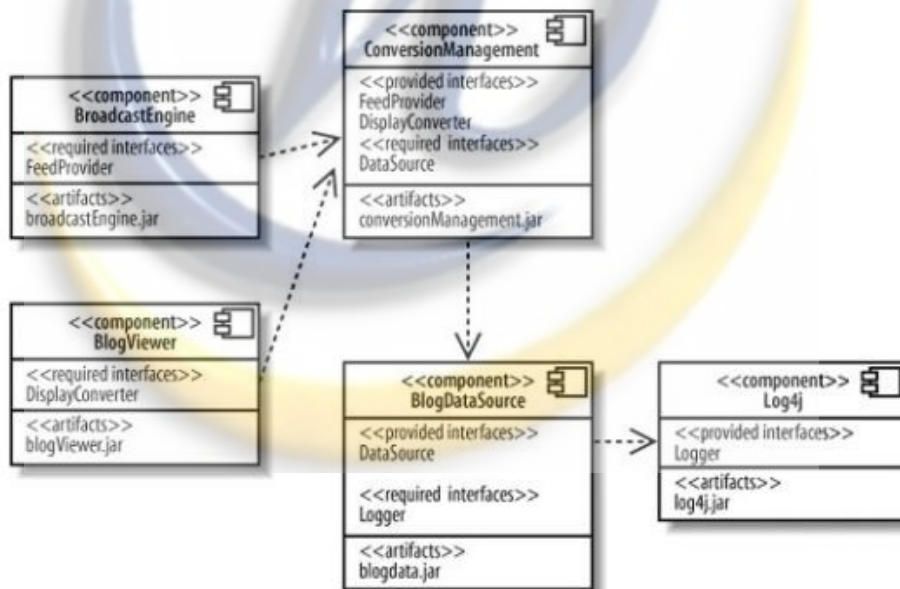 <<component>>
BroadcastEngine
<<required interfaces>>
FeedProvider
<<artifacts>>
broadcastEngine.jar
<<component>>
ConversionManagement
<<provided interfaces>>
FeedProvider
DisplayConverter
<<required interfaces>>
DataSource
<<artifacts>>
conversionManagement.jar
<<component>>
BlogViewer
<<required interfaces>>
DisplayConverter
<<artifacts>>
blogViewer.jar
<<component>>
BlogDataSource
<<provided interfaces>>
DataSource
<<required interfaces>>
Logger
<<artifacts>>
blogdata.jar
<<component>>
Log4j
<<provided interfaces>>
Logger
<<artifacts>>
log4j.jar